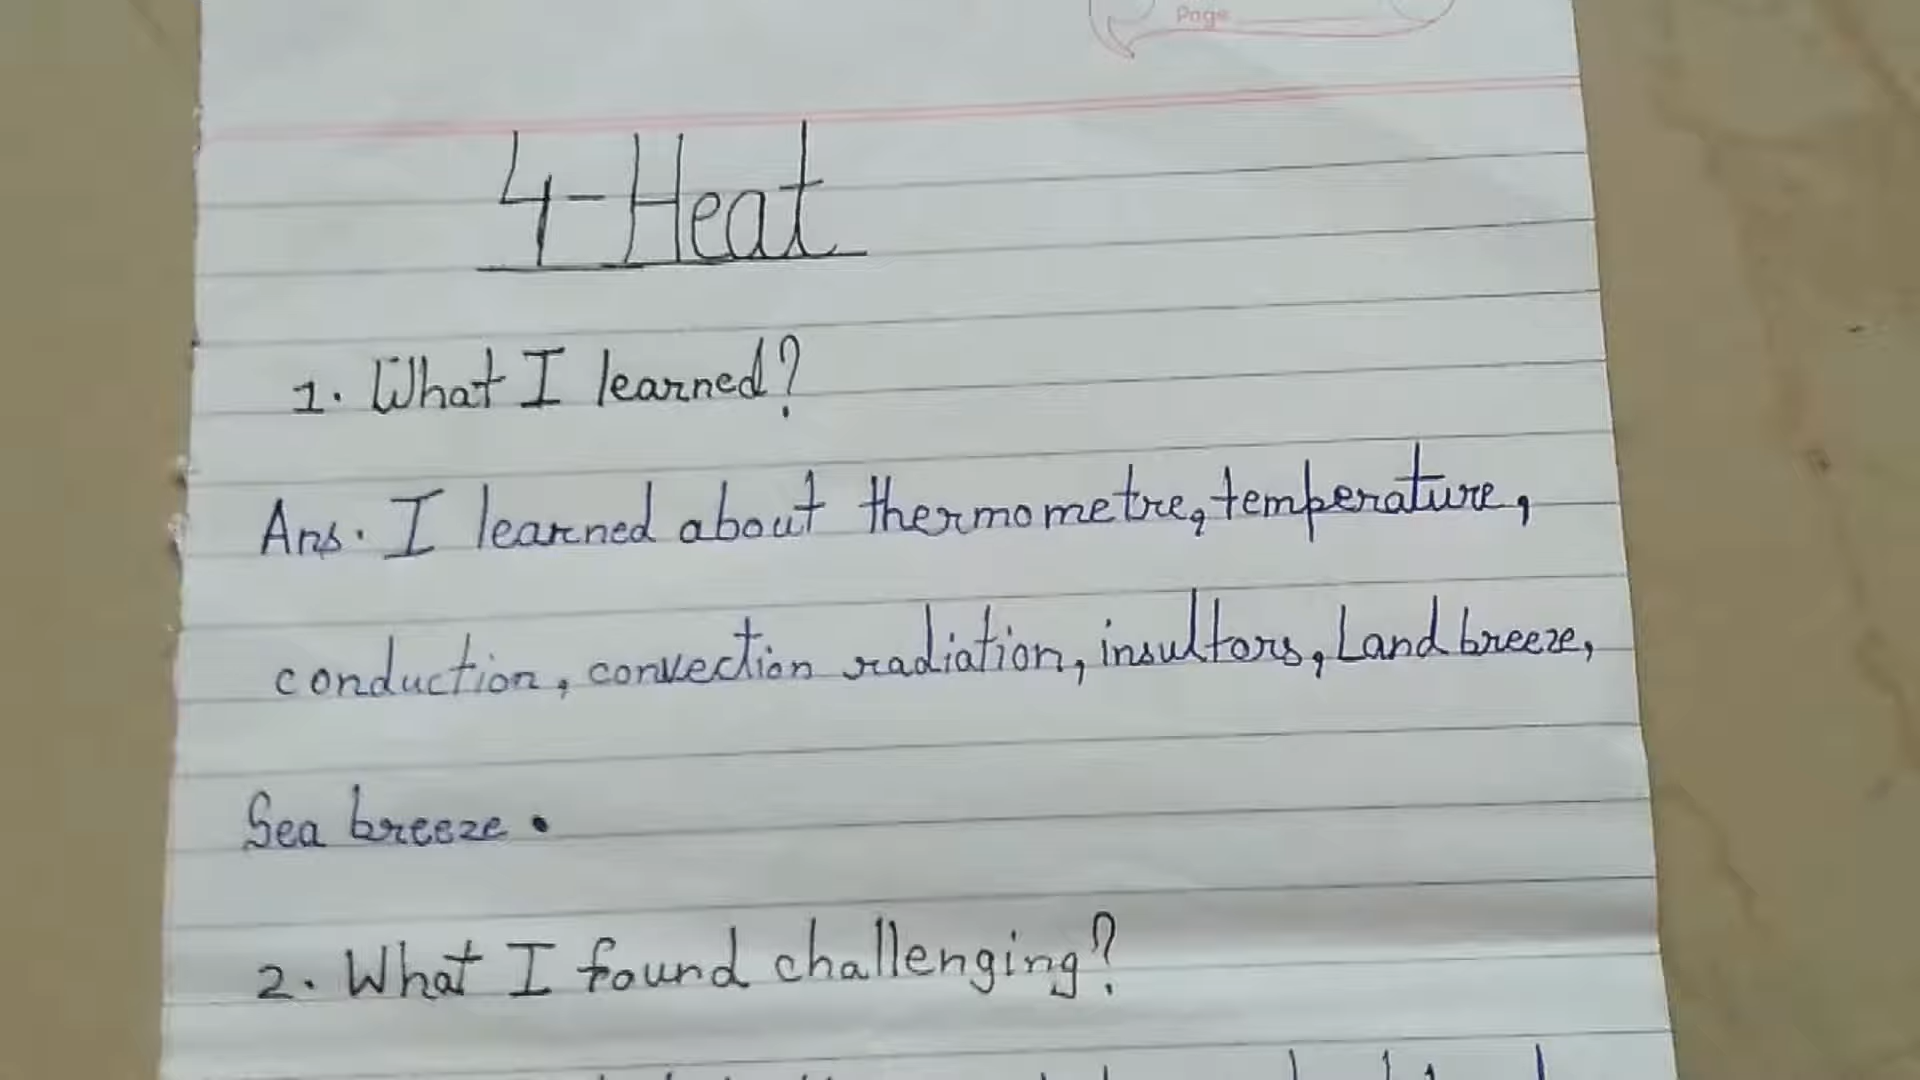 Page
4-Heat
1. What I learned?
Ans. I learned about thermometre, temperature,
conduction, convection radiation, insultors, Land breeze,
Sea breeze.
2. What I found challenging?